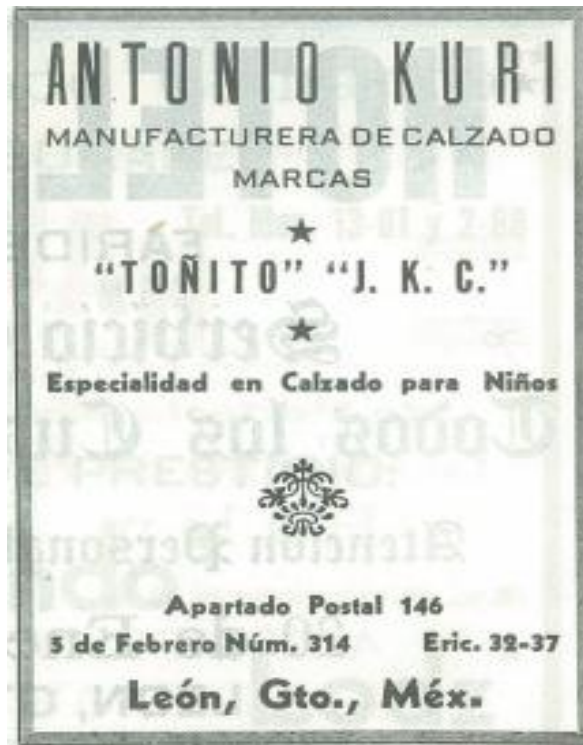 ANTONIO KURI
MANUFACTURERA DE CALZADO
MARCAS
"TOÑITO" "J. K. C."
Especialidad en Calzado para Niños
Apartado Postal 146
5 de Febrero Núm. 314 Eric. 32-37
León, Gto., Méx.